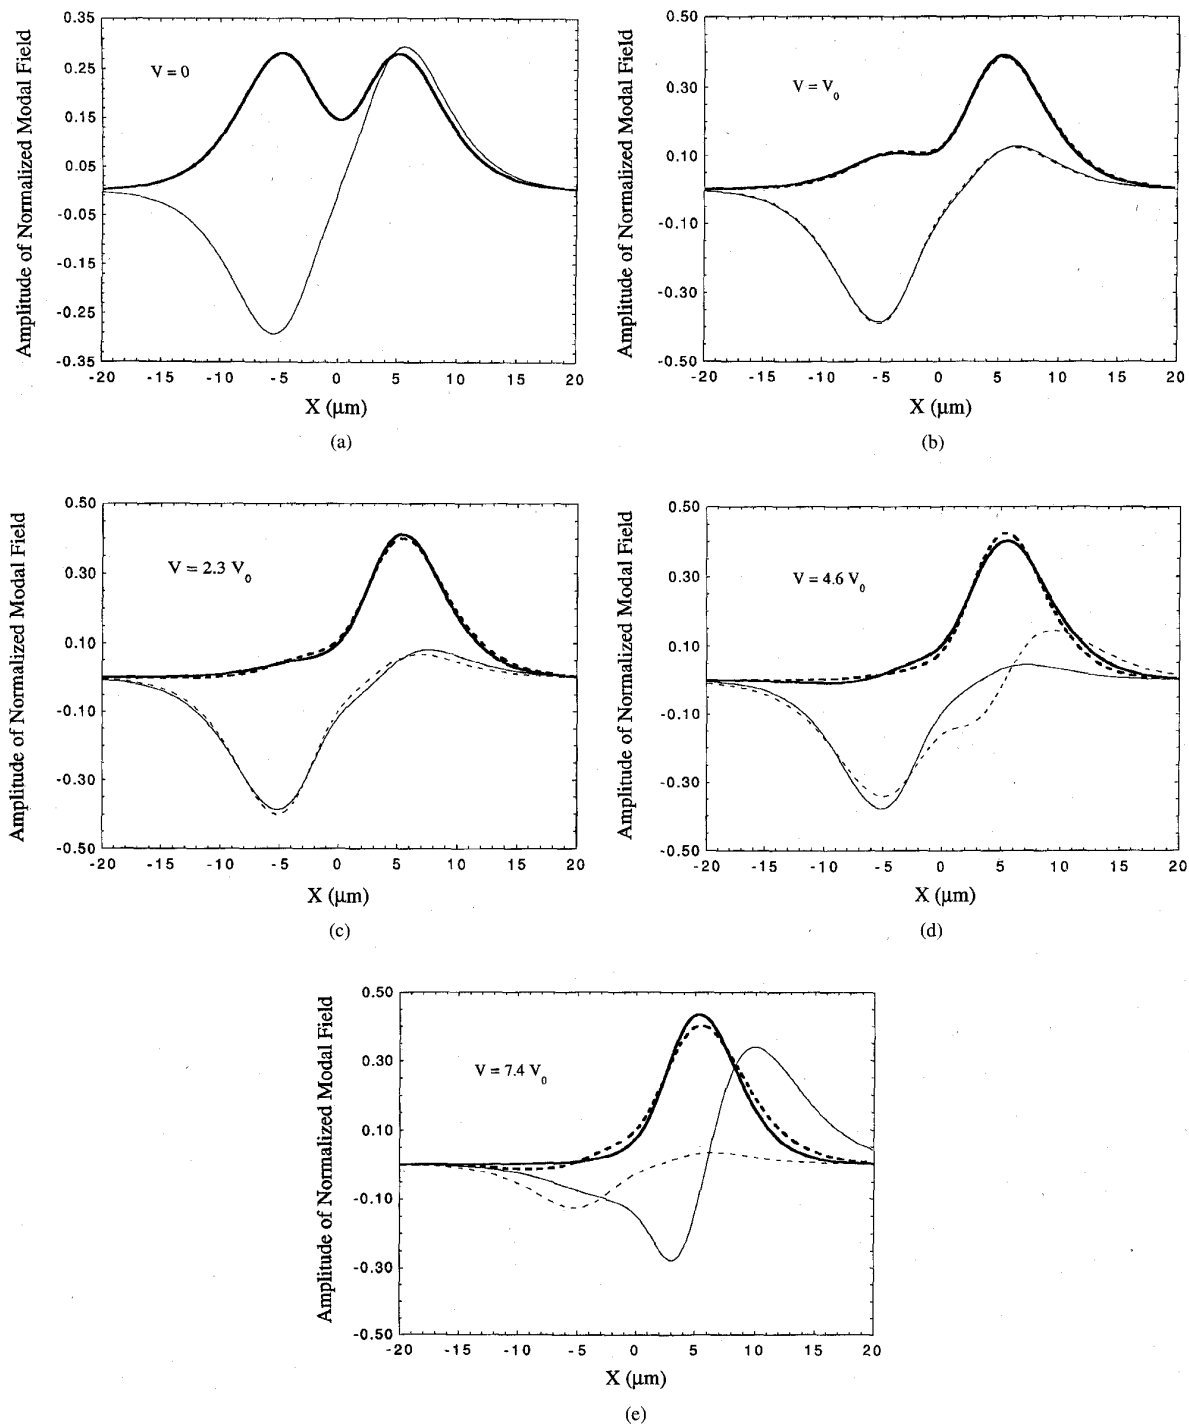 Amplitude of Normalized Modal Field
0.35
0.25
0.15
0.05
-0.05
-0.15
-0.25
-0.35
V = 0
-20 -15 -10 -5 0 5 10 15 20
X (μm)
(a)
Amplitude of Normalized Modal Field
0.50
0.30
0.10
-0.10
-0.30
-0.50
V = V0
-20 -15 -10 -5 0 5 10 15 20
X (μm)
(b)
Amplitude of Normalized Modal Field
0.50
0.30
0.10
-0.10
-0.30
-0.50
V = 2.3 V0
-20 -15 -10 -5 0 5 10 15 20
X (μm)
(c)
Amplitude of Normalized Modal Field
0.50
0.30
0.10
-0.10
-0.30
-0.50
V = 4.6 V0
-20 -15 -10 -5 0 5 10 15 20
X (μm)
(d)
Amplitude of Normalized Modal Field
0.50
0.30
0.10
-0.10
-0.30
-0.50
V = 7.4 V0
-20 -15 -10 -5 0 5 10 15 20
X (μm)
(e)